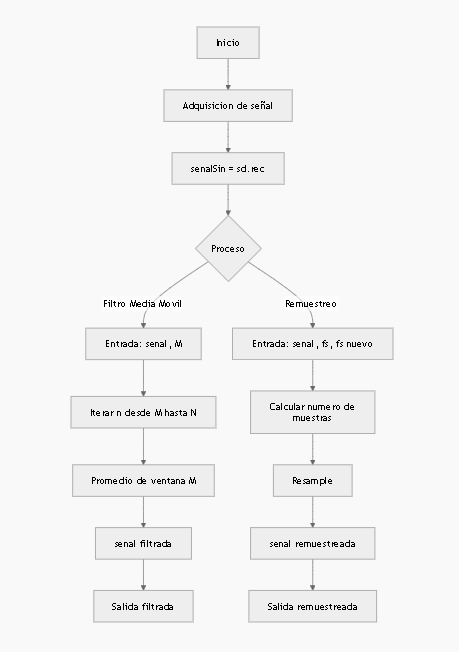 Inicio
Adquisicion de señal
senalSin = sd.rec
Proceso
Filtro Media Movil
Remuestreo
Entrada: senal, M
Entrada: senal, fs, fs nuevo
Iterar n desde M hasta N
Calcular numero de
muestras
Promedio de ventana M
Resample
senal filtrada
senal remuestreada
Salida filtrada
Salida remuestreada